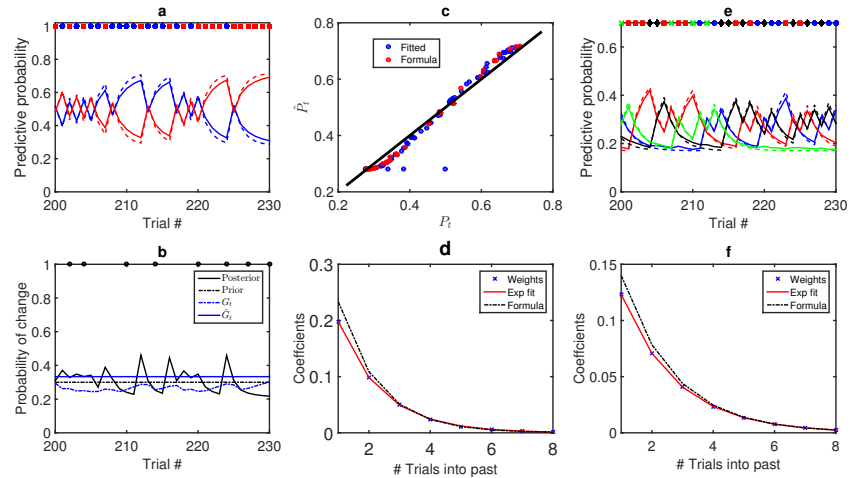 a
Predictive probability
1
0.8
0.6
0.4
0.2
0
200
210
220
230
Trial #
c
P̂t
0.6
0.4
0.2
0.2
0.4
0.6
0.8
Pt
Fitted
Formula
e
Predictive probability
0.6
0.4
0.2
0
200
210
220
230
Trial #
b
Probability of change
1
0.8
0.6
0.4
0.2
0
200
210
220
230
Trial #
Posterior
Prior
Gt
Ĝt
d
Coeffcients
0.3
0.2
0.1
0
2
4
6
8
# Trials into past
Weights
Exp fit
Formula
f
Coeffcients
0.15
0.1
0.05
0
2
4
6
8
# Trials into past
Weights
Exp fit
Formula